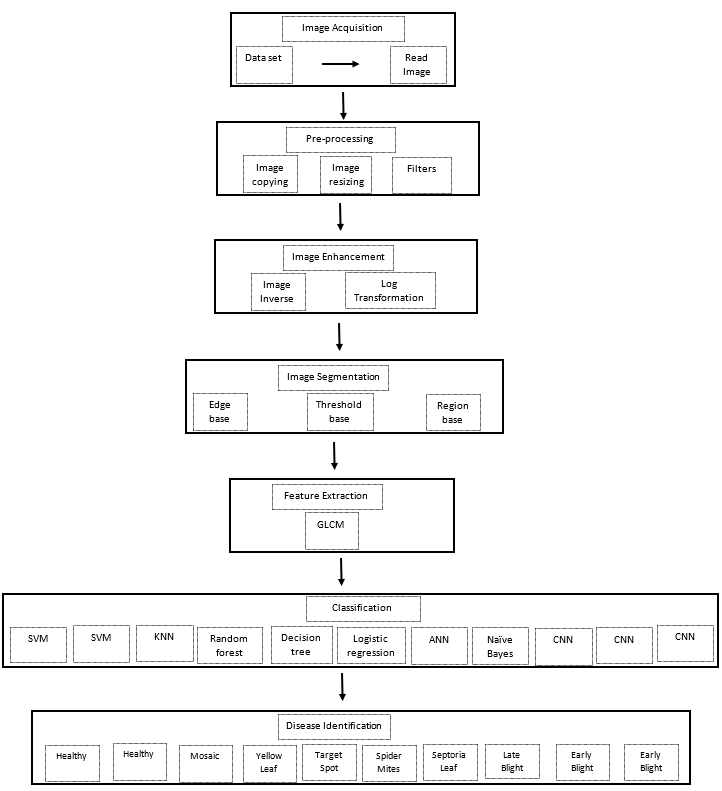 Image Acquisition
Data set
Read
Image
Pre-processing
Image
copying
Image
resizing
Filters
Image Enhancement
Image
Inverse
Log
Transformation
Image Segmentation
Edge
base
Threshold
base
Region
base
Feature Extraction
GLCM
Classification
SVM
SVM
KNN
Random
forest
Decision
tree
Logistic
regression
ANN
Naïve
Bayes
CNN
CNN
CNN
Disease Identification
Healthy
Healthy
Mosaic
Yellow
Leaf
Target
Spot
Spider
Mites
Septoria
Leaf
Late
Blight
Early
Blight
Early
Blight